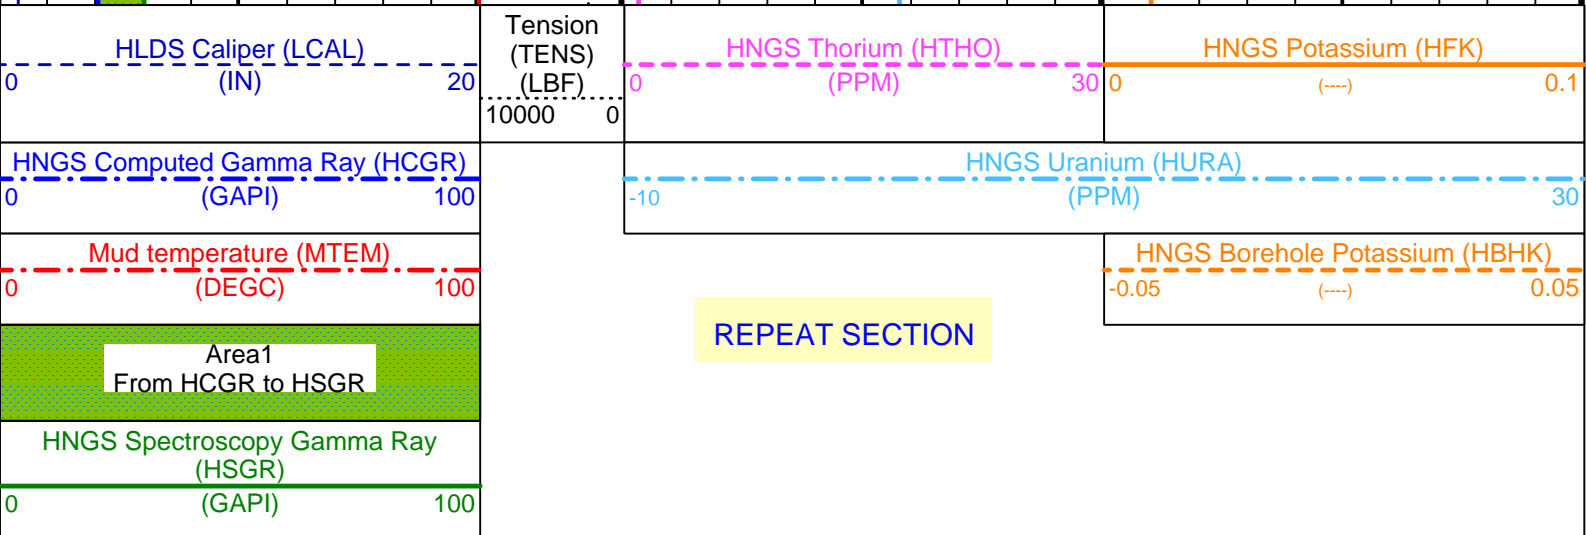 HLDS Caliper (LCAL)
0 (IN) 20
Tension
(TENS)
(LBF)
10000 0
HNGS Thorium (HTHO)
0 (PPM) 30
HNGS Potassium (HFK)
0 (----) 0.1
HNGS Computed Gamma Ray (HCGR)
0 (GAPI) 100
HNGS Uranium (HURA)
-10 (PPM) 30
Mud temperature (MTEM)
0 (DEGC) 100
HNGS Borehole Potassium (HBHK)
-0.05 (----) 0.05
REPEAT SECTION
Area1
From HCGR to HSGR
HNGS Spectroscopy Gamma Ray
(HSGR)
0 (GAPI) 100